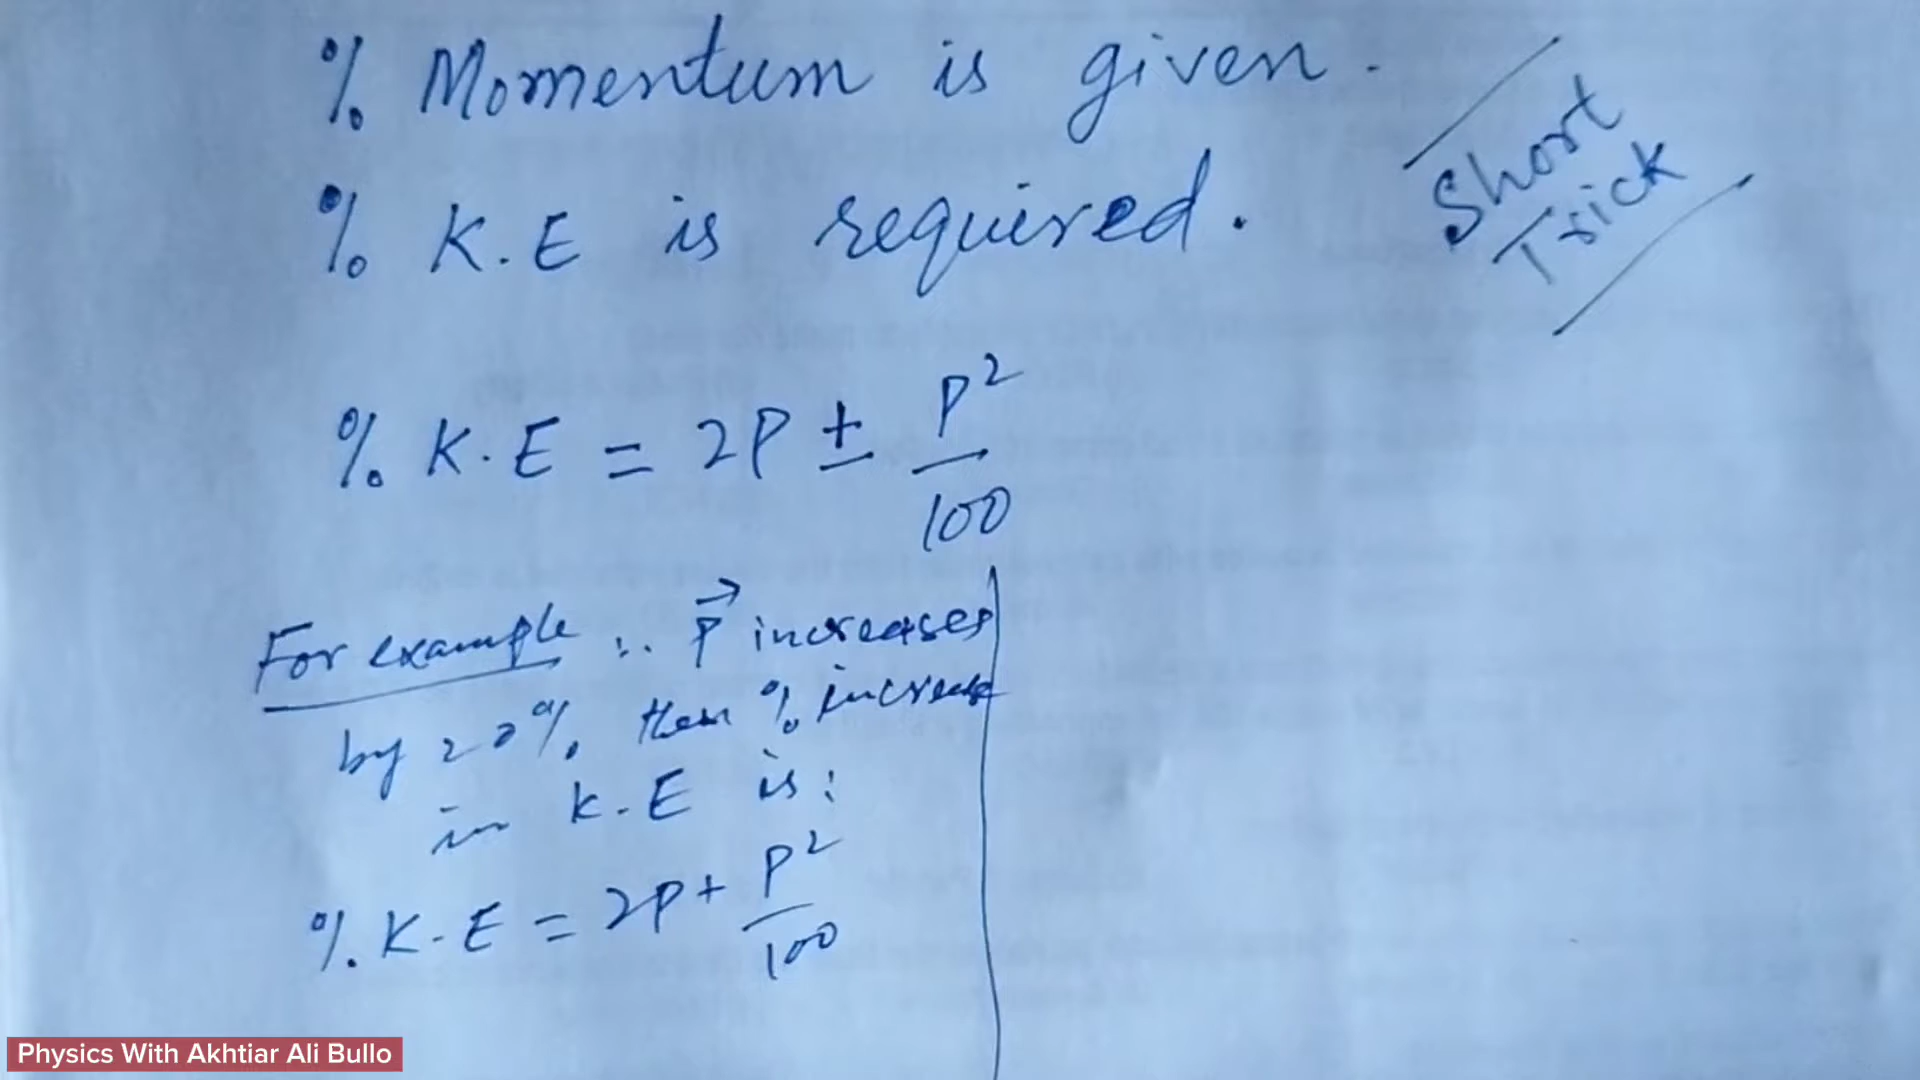 % Momentum is given.
% K.E is required.
Short
Trick
% K.E = 2P ± P²/100
For example :. P⃗ increases
by 20%, then % increase
in K.E is:
% K.E = 2P + P²/100
Physics With Akhtiar Ali Bullo